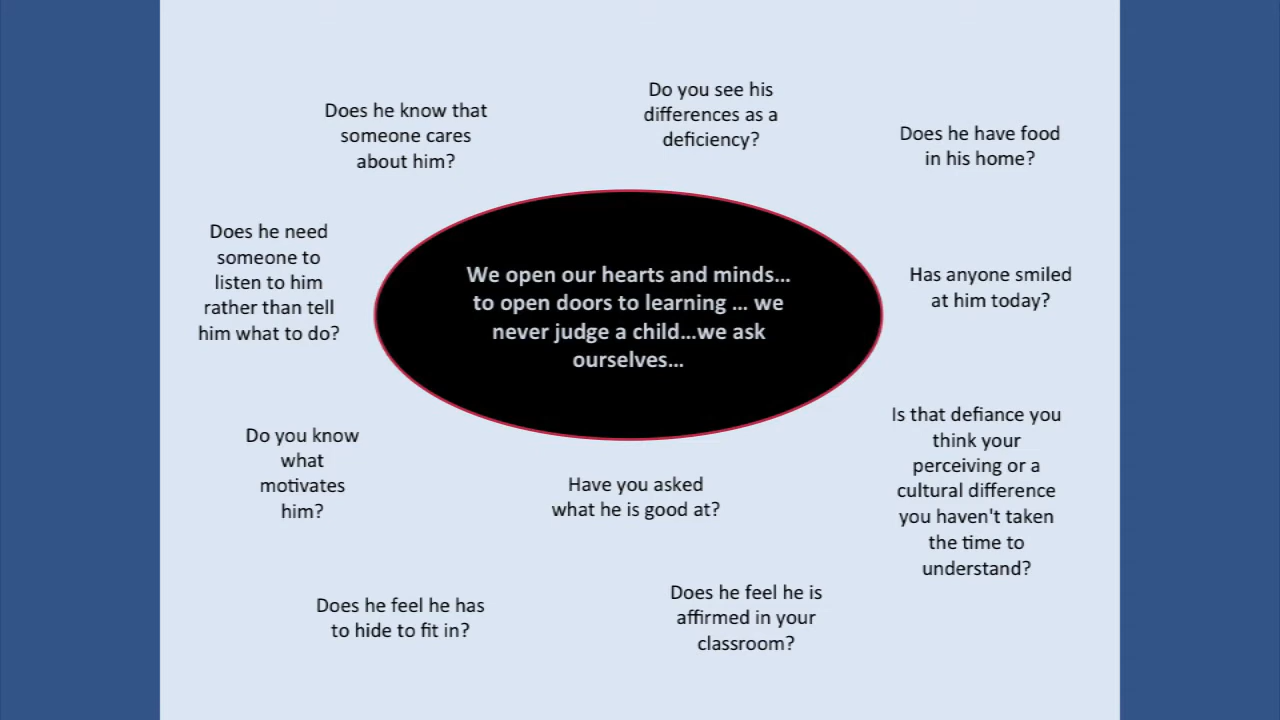 Does he know that
someone cares
about him?
Do you see his
differences as a
deficiency?
Does he have food
in his home?
Does he need
someone to
listen to him
rather than tell
him what to do?
We open our hearts and minds...
to open doors to learning ... we
never judge a child...we ask
ourselves...
Has anyone smiled
at him today?
Do you know
what
motivates
him?
Have you asked
what he is good at?
Is that defiance you
think your
perceiving or a
cultural difference
you haven't taken
the time to
understand?
Does he feel he has
to hide to fit in?
Does he feel he is
affirmed in your
classroom?